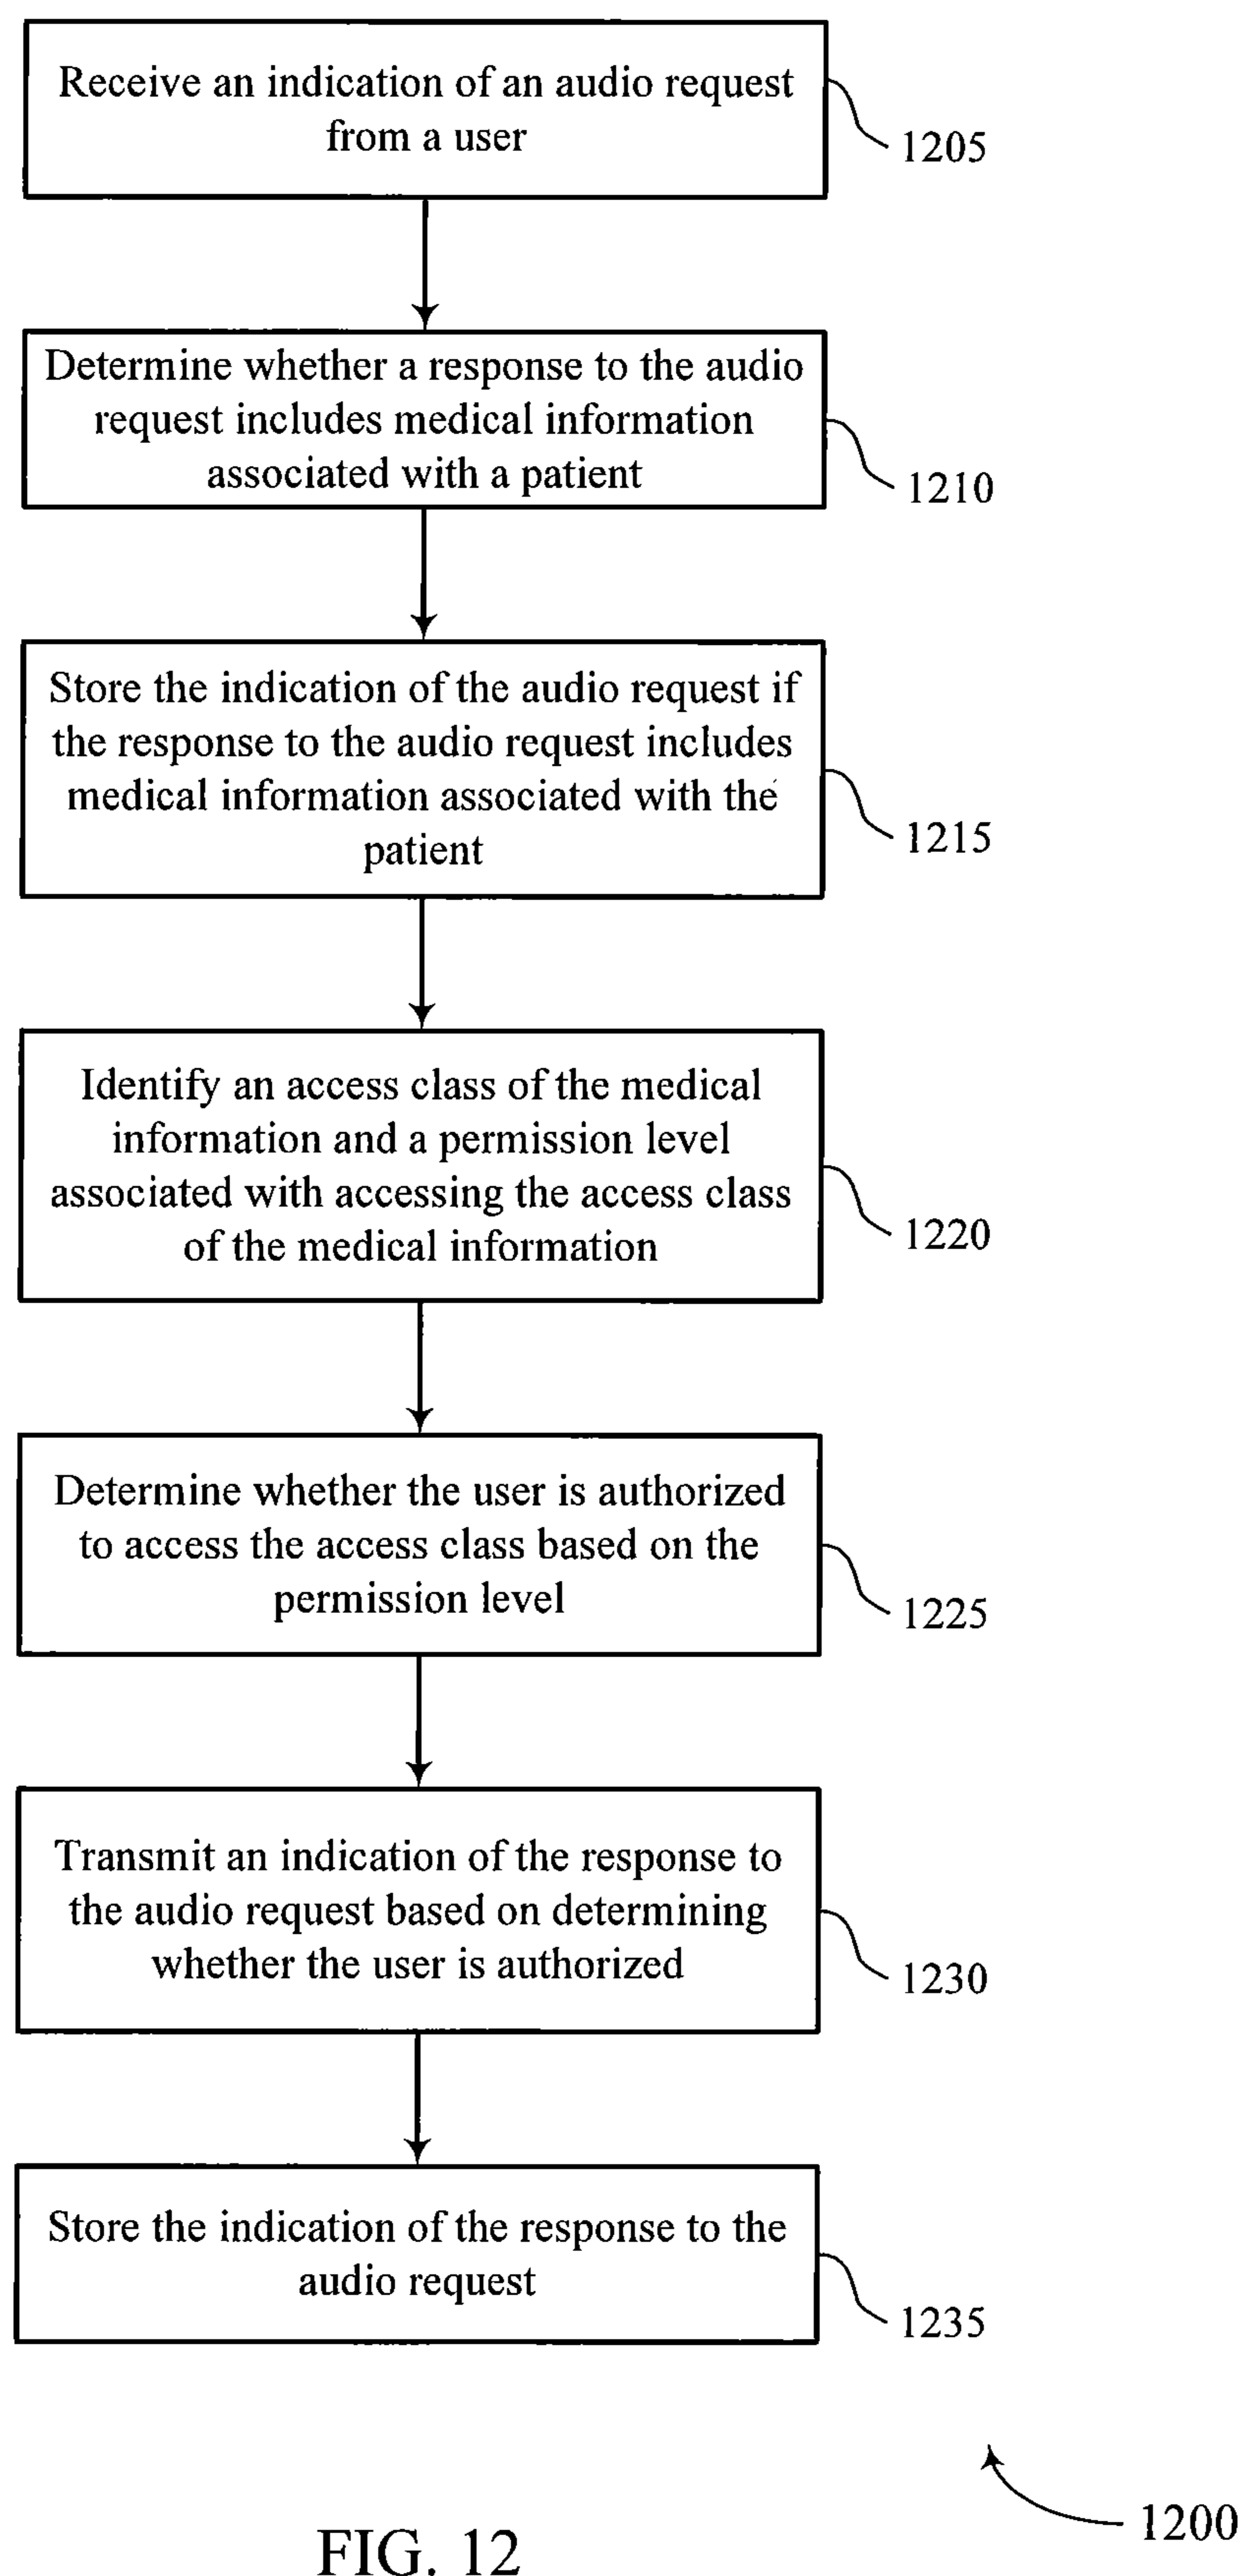 Receive an indication of an audio request
from a user
1205
Determine whether a response to the audio
request includes medical information
associated with a patient
1210
Store the indication of the audio request if
the response to the audio request includes
medical information associated with the
patient
1215
Identify an access class of the medical
information and a permission level
associated with accessing the access class
of the medical information
1220
Determine whether the user is authorized
to access the access class based on the
permission level
1225
Transmit an indication of the response to
the audio request based on determining
whether the user is authorized
1230
Store the indication of the response to the
audio request
1235
1200
FIG. 12